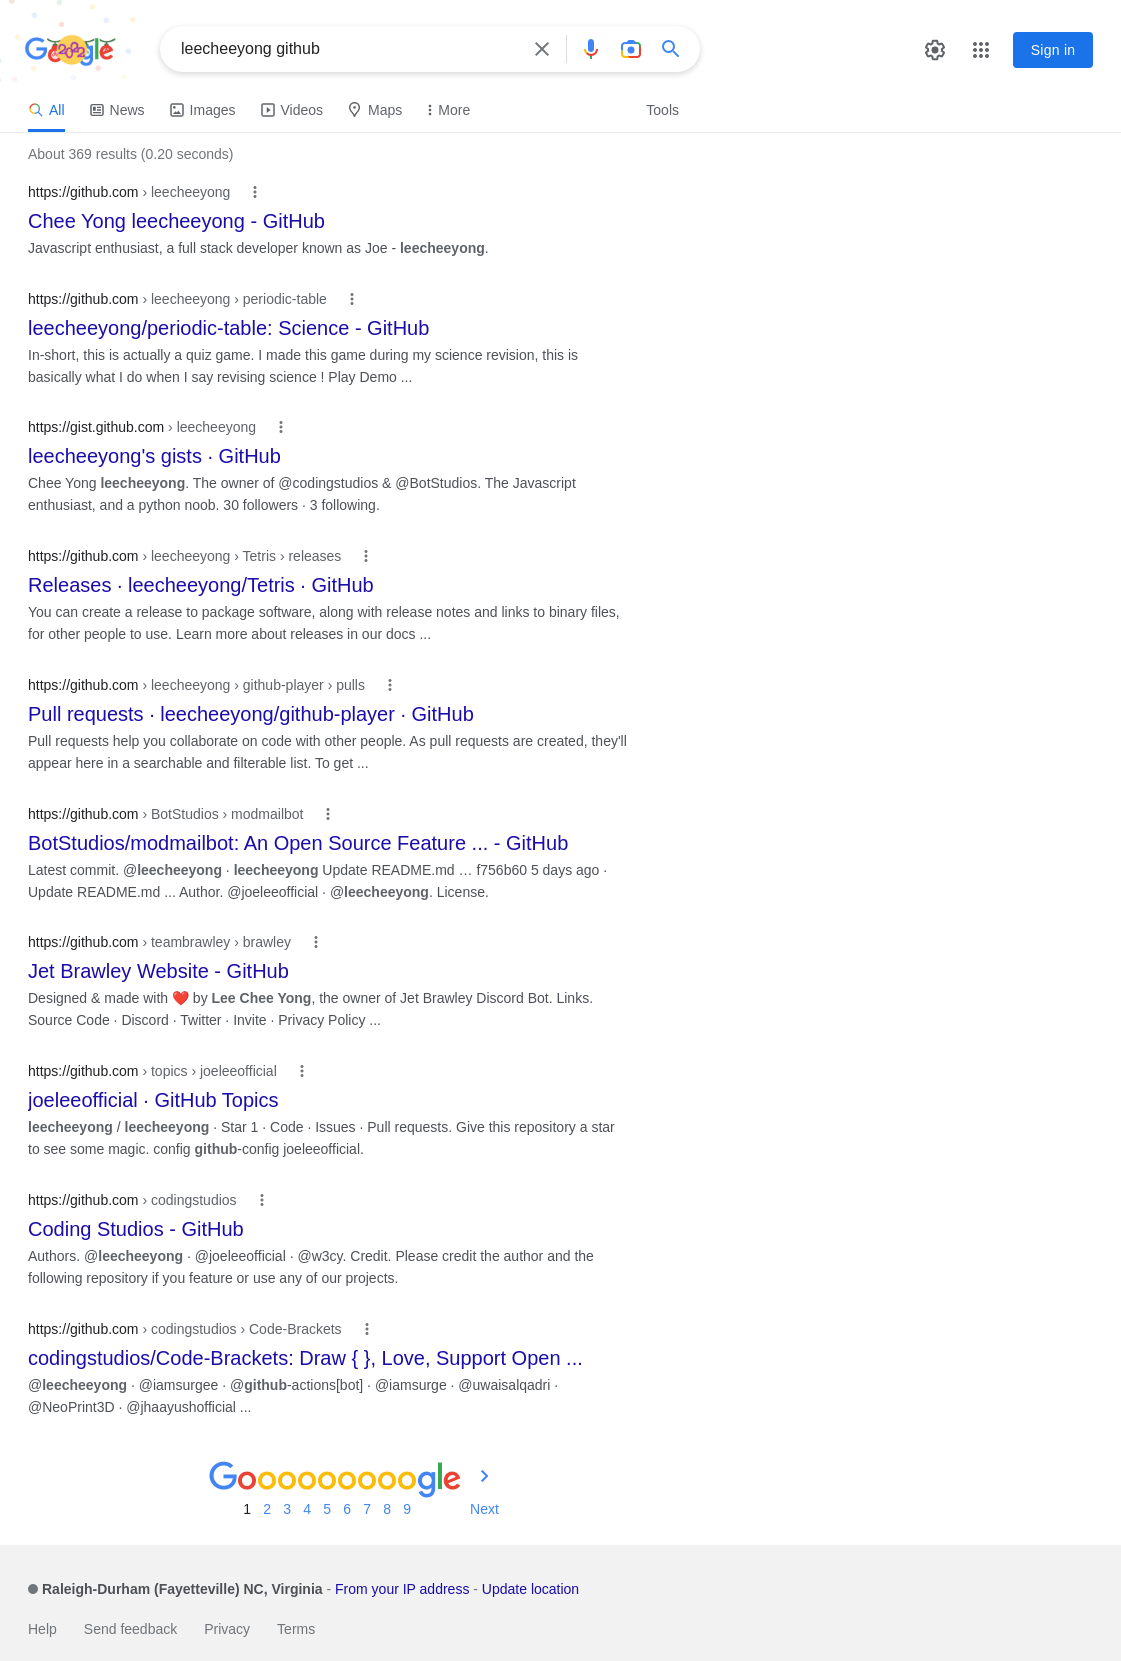 Google
leecheeyong github
Sign in
All News Images Videos Maps More Tools
About 369 results (0.20 seconds)
https://github.com › leecheeyong
Chee Yong leecheeyong - GitHub
Javascript enthusiast, a full stack developer known as Joe - leecheeyong.
https://github.com › leecheeyong › periodic-table
leecheeyong/periodic-table: Science - GitHub
In-short, this is actually a quiz game. I made this game during my science revision, this is
basically what I do when I say revising science ! Play Demo ...
https://gist.github.com › leecheeyong
leecheeyong's gists · GitHub
Chee Yong leecheeyong. The owner of @codingstudios & @BotStudios. The Javascript
enthusiast, and a python noob. 30 followers · 3 following.
https://github.com › leecheeyong › Tetris › releases
Releases · leecheeyong/Tetris · GitHub
You can create a release to package software, along with release notes and links to binary files,
for other people to use. Learn more about releases in our docs ...
https://github.com › leecheeyong › github-player › pulls
Pull requests · leecheeyong/github-player · GitHub
Pull requests help you collaborate on code with other people. As pull requests are created, they'll
appear here in a searchable and filterable list. To get ...
https://github.com › BotStudios › modmailbot
BotStudios/modmailbot: An Open Source Feature ... - GitHub
Latest commit. @leecheeyong · leecheeyong Update README.md … f756b60 5 days ago ·
Update README.md ... Author. @joeleeofficial · @leecheeyong. License.
https://github.com › teambrawley › brawley
Jet Brawley Website - GitHub
Designed & made with ❤️ by Lee Chee Yong, the owner of Jet Brawley Discord Bot. Links.
Source Code · Discord · Twitter · Invite · Privacy Policy ...
https://github.com › topics › joeleeofficial
joeleeofficial · GitHub Topics
leecheeyong / leecheeyong · Star 1 · Code · Issues · Pull requests. Give this repository a star
to see some magic. config github-config joeleeofficial.
https://github.com › codingstudios
Coding Studios - GitHub
Authors. @leecheeyong · @joeleeofficial · @w3cy. Credit. Please credit the author and the
following repository if you feature or use any of our projects.
https://github.com › codingstudios › Code-Brackets
codingstudios/Code-Brackets: Draw { }, Love, Support Open ...
@leecheeyong · @iamsurgee · @github-actions[bot] · @iamsurge · @uwaisalqadri ·
@NeoPrint3D · @jhaayushofficial ...
Goooooooooogle
1 2 3 4 5 6 7 8 9 Next
Raleigh-Durham (Fayetteville) NC, Virginia - From your IP address - Update location
Help Send feedback Privacy Terms